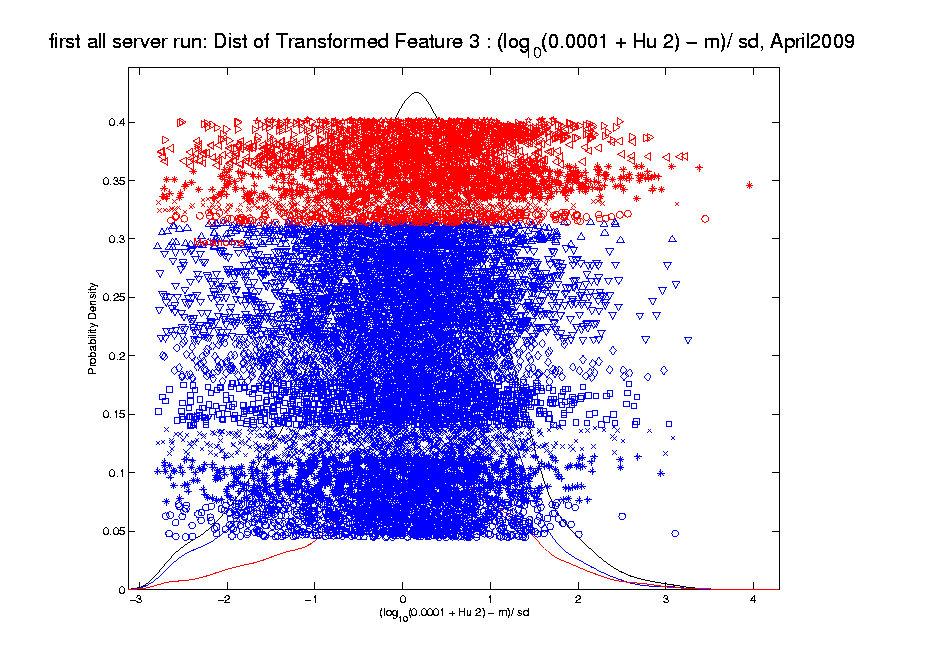 first all server run: Dist of Transformed Feature 3 : (log10(0.0001 + Hu 2) − m)/ sd, April2009
Probability Density
0.4
0.35
0.3
0.25
0.2
0.15
0.1
0.05
0
−3 −2 −1 0 1 2 3 4
(log10(0.0001 + Hu 2) − m)/ sd